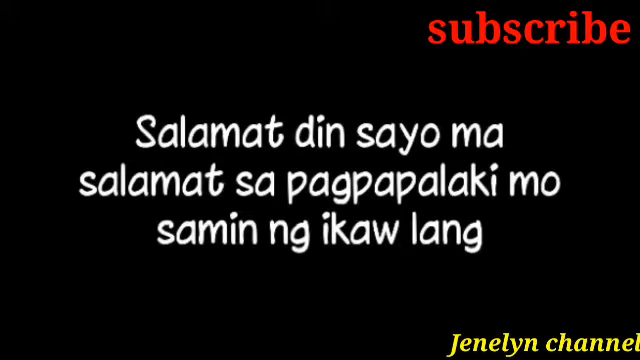 subscribe
Salamat din sayo ma
salamat sa pagpapalaki mo
samin ng ikaw lang
Jenelyn channel